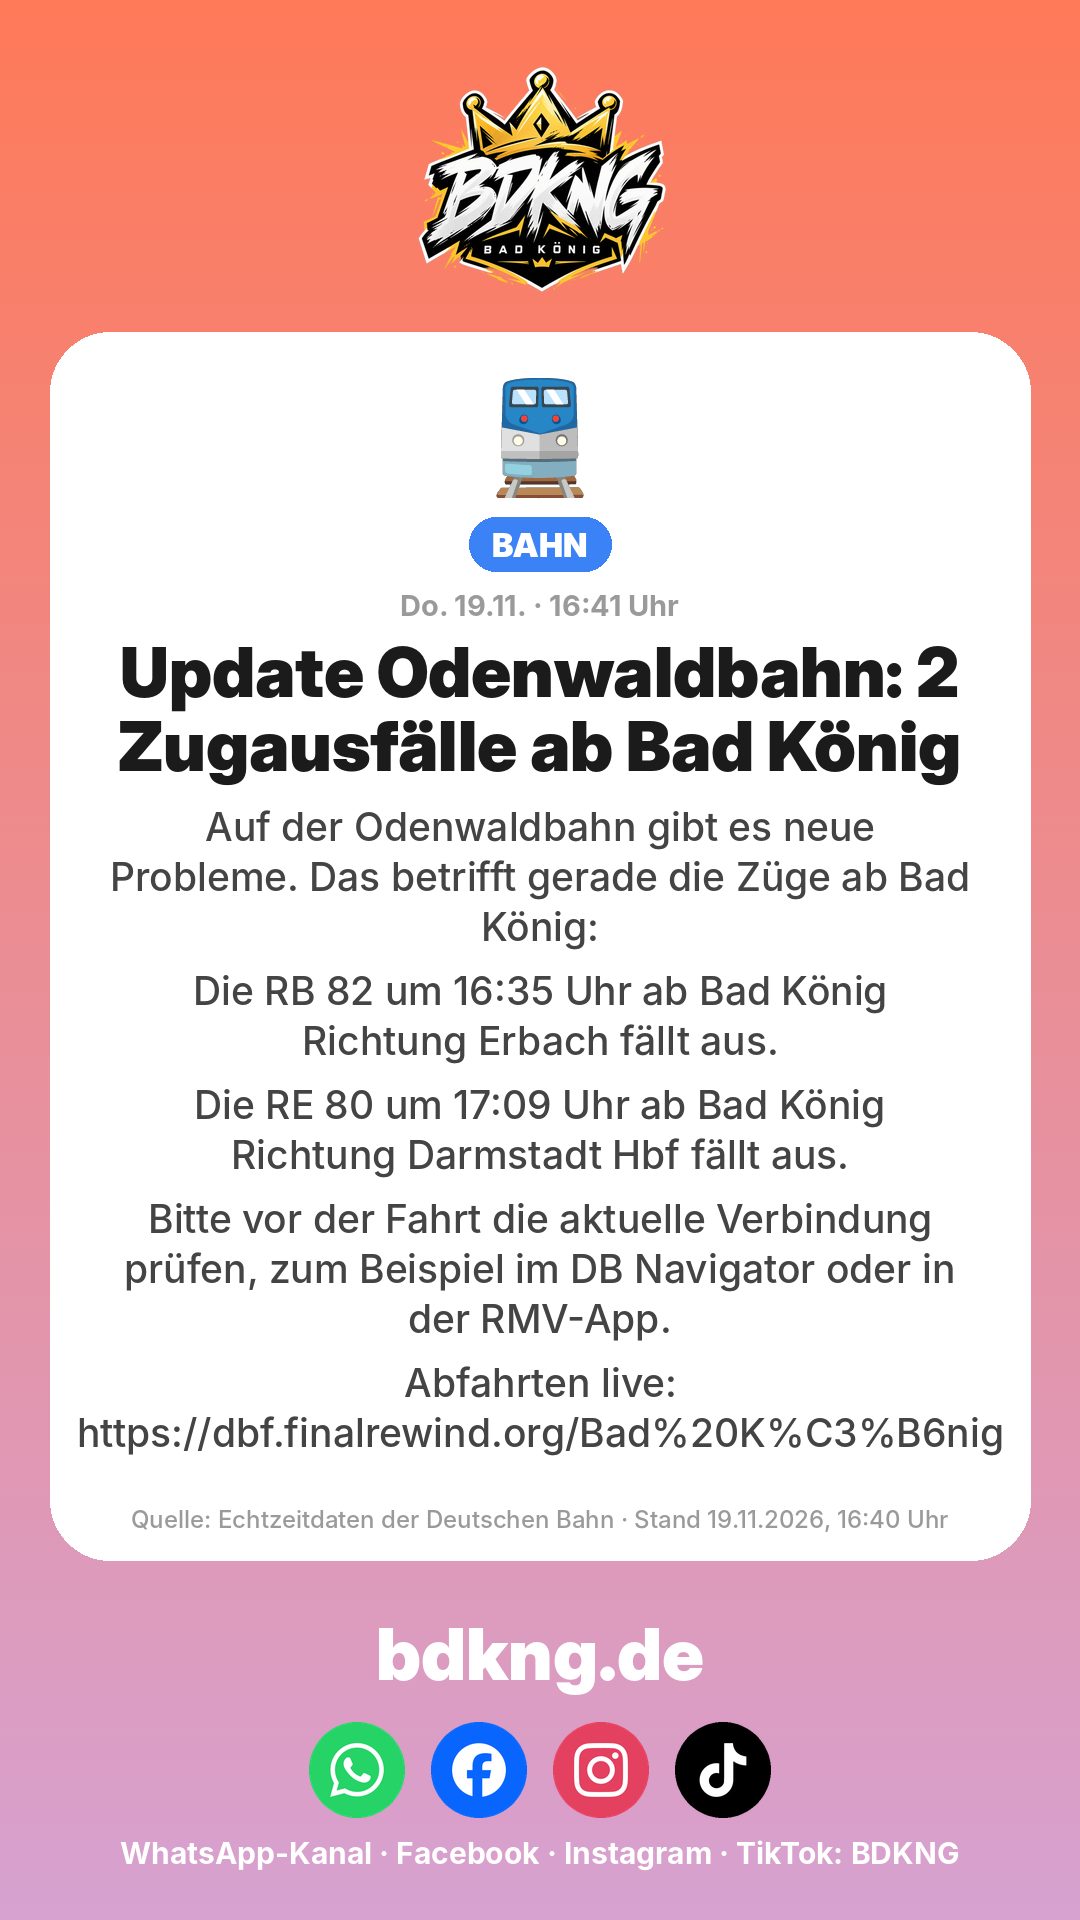 BDKNG
BAD KÖNIG
BAHN
Do. 19.11. · 16:41 Uhr
Update Odenwaldbahn: 2
Zugausfälle ab Bad König
Auf der Odenwaldbahn gibt es neue
Probleme. Das betrifft gerade die Züge ab Bad
König:
Die RB 82 um 16:35 Uhr ab Bad König
Richtung Erbach fällt aus.
Die RE 80 um 17:09 Uhr ab Bad König
Richtung Darmstadt Hbf fällt aus.
Bitte vor der Fahrt die aktuelle Verbindung
prüfen, zum Beispiel im DB Navigator oder in
der RMV-App.
Abfahrten live:
https://dbf.finalrewind.org/Bad%20K%C3%B6nig
Quelle: Echtzeitdaten der Deutschen Bahn · Stand 19.11.2026, 16:40 Uhr
bdkng.de
WhatsApp-Kanal · Facebook · Instagram · TikTok: BDKNG